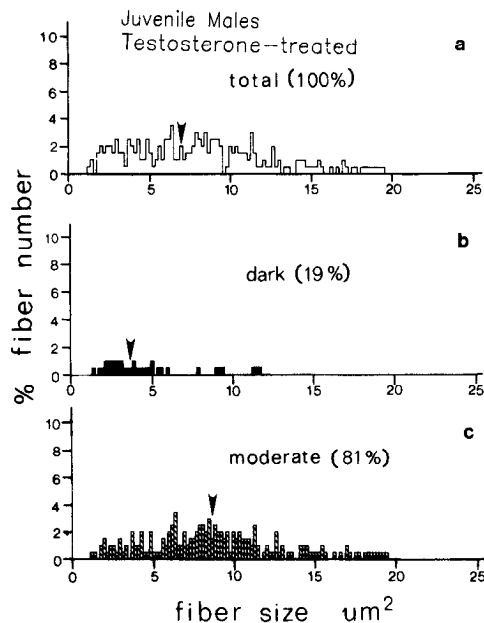 Juvenile Males
Testosterone-treated
a
total (100%)
10
8
6
4
2
0
0 5 10 15 20 25
b
dark (19%)
10
8
6
4
2
0
0 5 10 15 20 25
c
moderate (81%)
10
8
6
4
2
0
0 5 10 15 20 25
% fiber number
fiber size um²